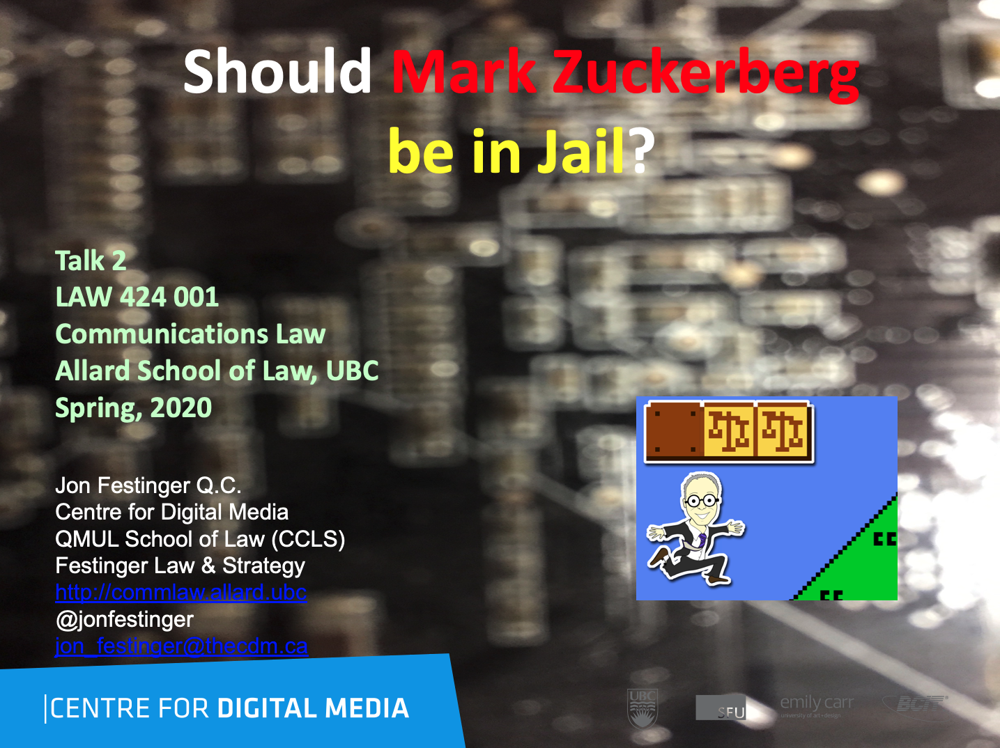 Should Mark Zuckerberg
be in Jail?
Talk 2
LAW 424 001
Communications Law
Allard School of Law, UBC
Spring, 2020
Jon Festinger Q.C.
Centre for Digital Media
QMUL School of Law (CCLS)
Festinger Law & Strategy
http://commlaw.allard.ubc
@jonfestinger
jon_festinger@thecdm.ca
|CENTRE FOR DIGITAL MEDIA
UBC
SFU
emily carr
university of art+design
BCIT